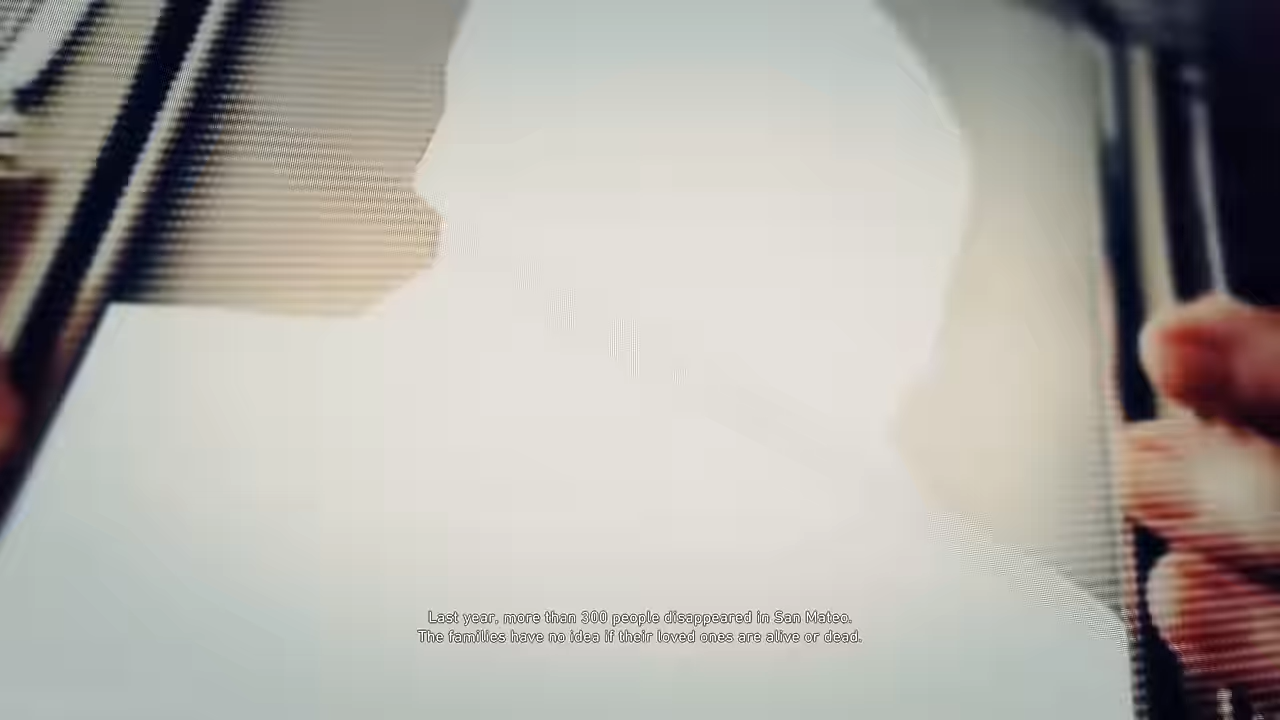 Last year, more than 300 people disappeared in San Mateo.
The families have no idea if their loved ones are alive or dead.